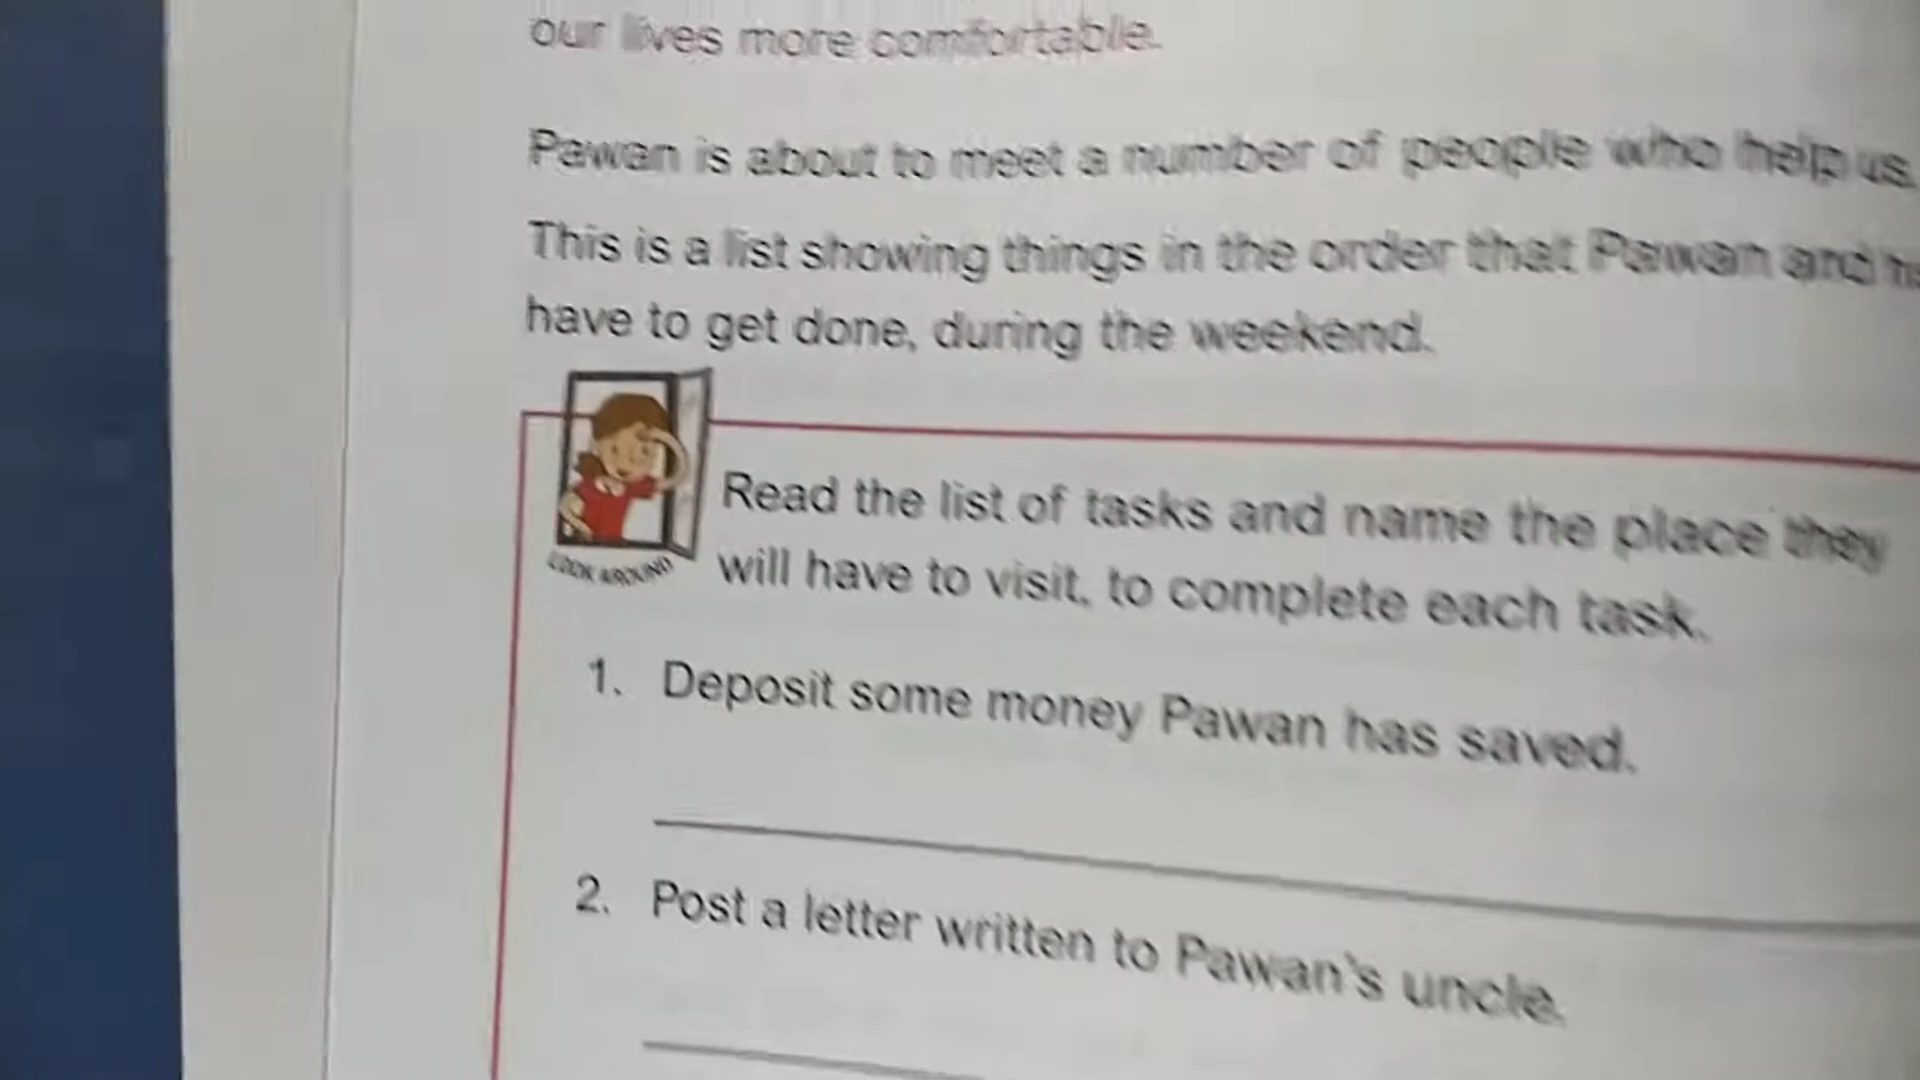 our lives more comfortable.
Pawan is about to meet a number of people who help us.
This is a list showing things in the order that Pawan and
have to get done, during the weekend.
LOOK AROUND
Read the list of tasks and name the place they
will have to visit, to complete each task.
1. Deposit some money Pawan has saved.
2. Post a letter written to Pawan's uncle.